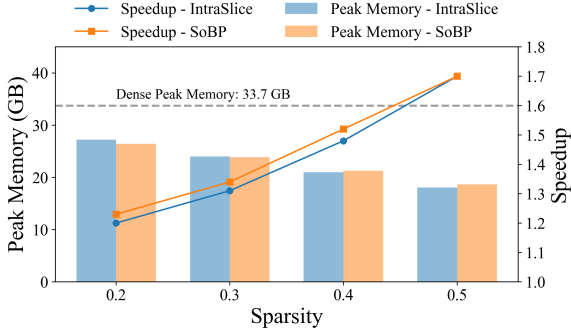 Speedup - IntraSlice
Speedup - SoBP
Peak Memory - IntraSlice
Peak Memory - SoBP
Peak Memory (GB)
40
30
20
10
0
Dense Peak Memory: 33.7 GB
1.8
1.7
1.6
1.5
1.4
1.3
1.2
1.1
1.0
Speedup
0.2 0.3 0.4 0.5
Sparsity